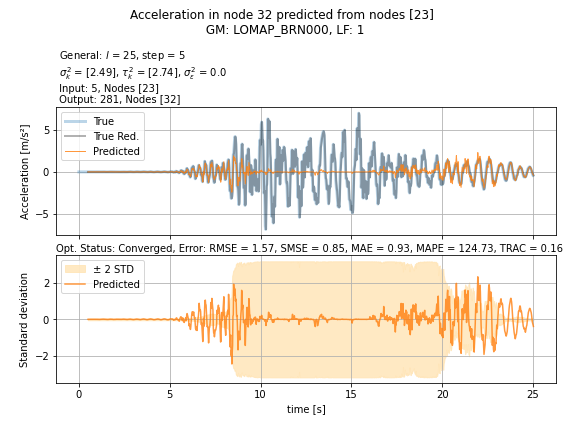 Acceleration in node 32 predicted from nodes [23]
GM: LOMAP_BRN000, LF: 1
General: l = 25, step = 5
σ²ₖ = [2.49], τ²ₖ = [2.74], σ²ε = 0.0
Input: 5, Nodes [23]
Output: 281, Nodes [32]
True
True Red.
Predicted
5
0
−5
Acceleration [m/s²]
Opt. Status: Converged, Error: RMSE = 1.57, SMSE = 0.85, MAE = 0.93, MAPE = 124.73, TRAC = 0.16
± 2 STD
Predicted
2
0
−2
Standard deviation
0 5 10 15 20 25
time [s]